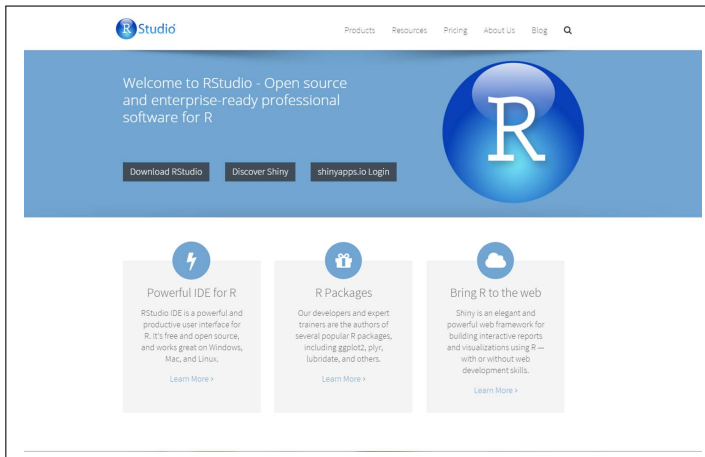 R Studio
Products Resources Pricing About Us Blog
Welcome to RStudio - Open source
and enterprise-ready professional
software for R
R
Download RStudio Discover Shiny shinyapps.io Login
Powerful IDE for R
RStudio IDE is a powerful and
productive user interface for
R. It's free and open source,
and works great on Windows,
Mac, and Linux.
Learn More >
R Packages
Our developers and expert
trainers are the authors of
several popular R packages,
including ggplot2, plyr,
lubridate, and others.
Learn More >
Bring R to the web
Shiny is an elegant and
powerful web framework for
building interactive reports
and visualizations using R —
with or without web
development skills.
Learn More >